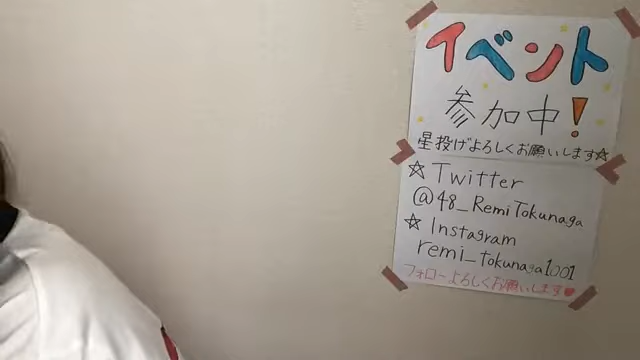 イベント
参加中!
星投げよろしくお願いします☆
☆Twitter
@48_RemiTokunaga
☆Instagram
remi_tokunaga1001
フォローよろしくお願いします♥